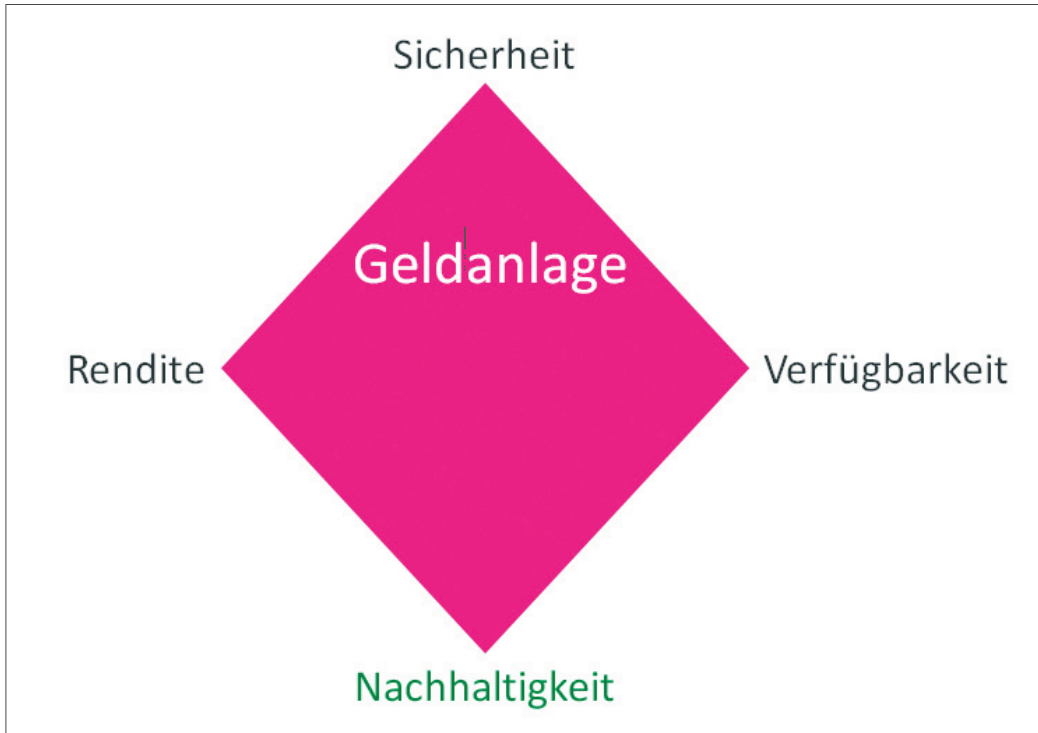 Sicherheit
Geldanlage
Rendite
Verfügbarkeit
Nachhaltigkeit